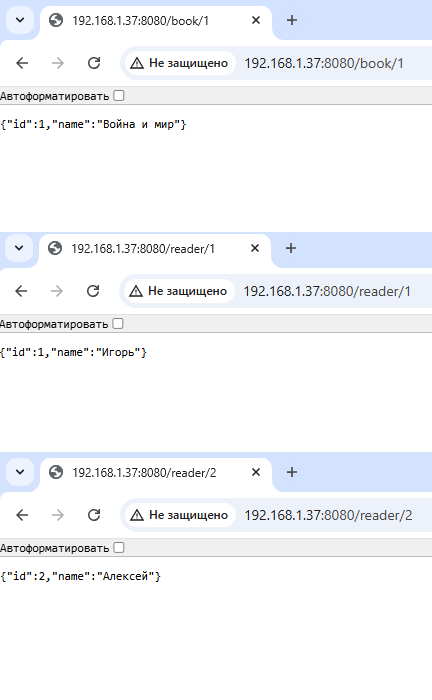 192.168.1.37:8080/book/1
Не защищено 192.168.1.37:8080/book/1
Автоформатировать
{"id":1,"name":"Война и мир"}
192.168.1.37:8080/reader/1
Не защищено 192.168.1.37:8080/reader/1
Автоформатировать
{"id":1,"name":"Игорь"}
192.168.1.37:8080/reader/2
Не защищено 192.168.1.37:8080/reader/2
Автоформатировать
{"id":2,"name":"Алексей"}